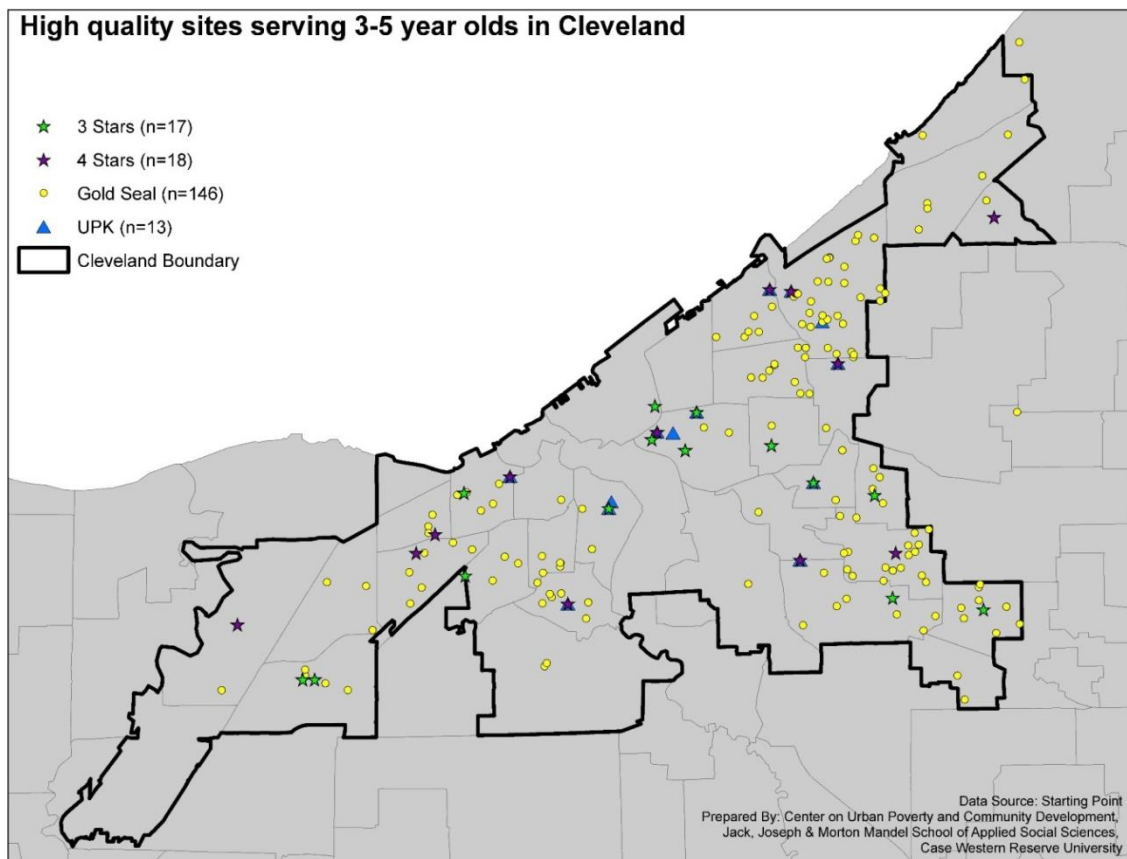 High quality sites serving 3-5 year olds in Cleveland
3 Stars (n=17)
4 Stars (n=18)
Gold Seal (n=146)
UPK (n=13)
Cleveland Boundary
Data Source: Starting Point
Prepared By: Center on Urban Poverty and Community Development,
Jack, Joseph & Morton Mandel School of Applied Social Sciences,
Case Western Reserve University